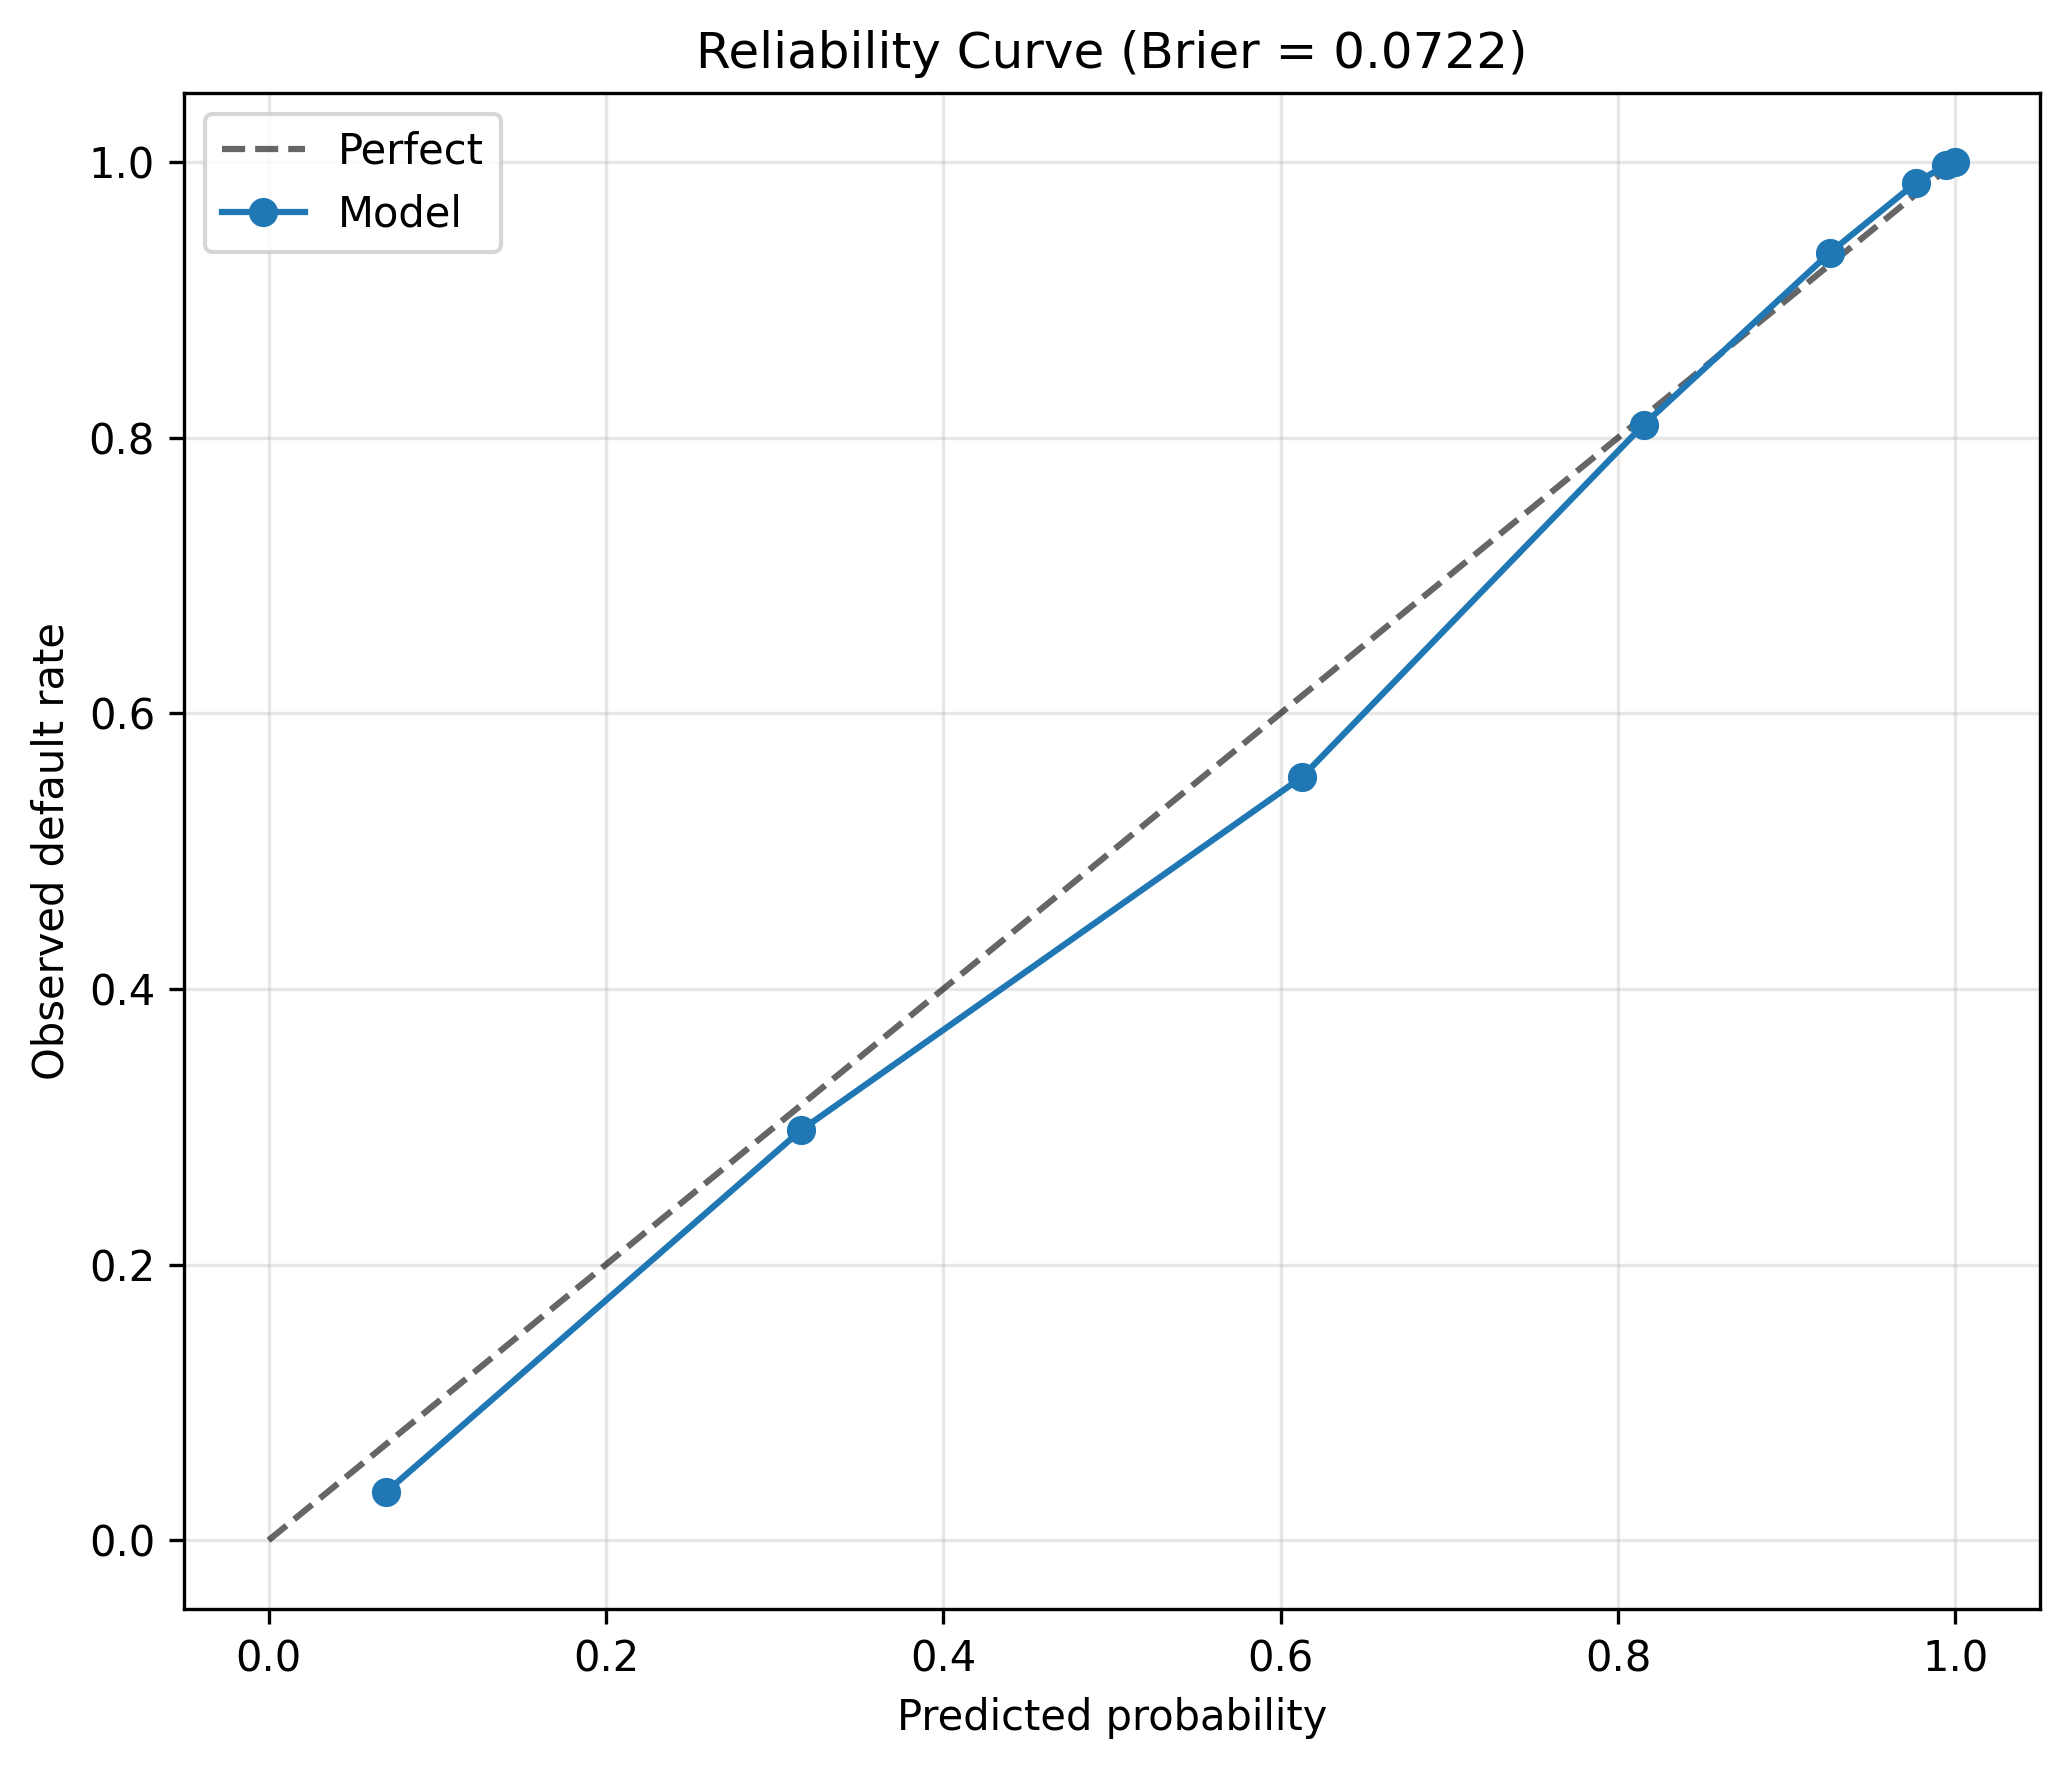 Reliability Curve (Brier = 0.0722)
Perfect
Model
1.0
0.8
0.6
0.4
0.2
0.0
Observed default rate
0.0 0.2 0.4 0.6 0.8 1.0
Predicted probability